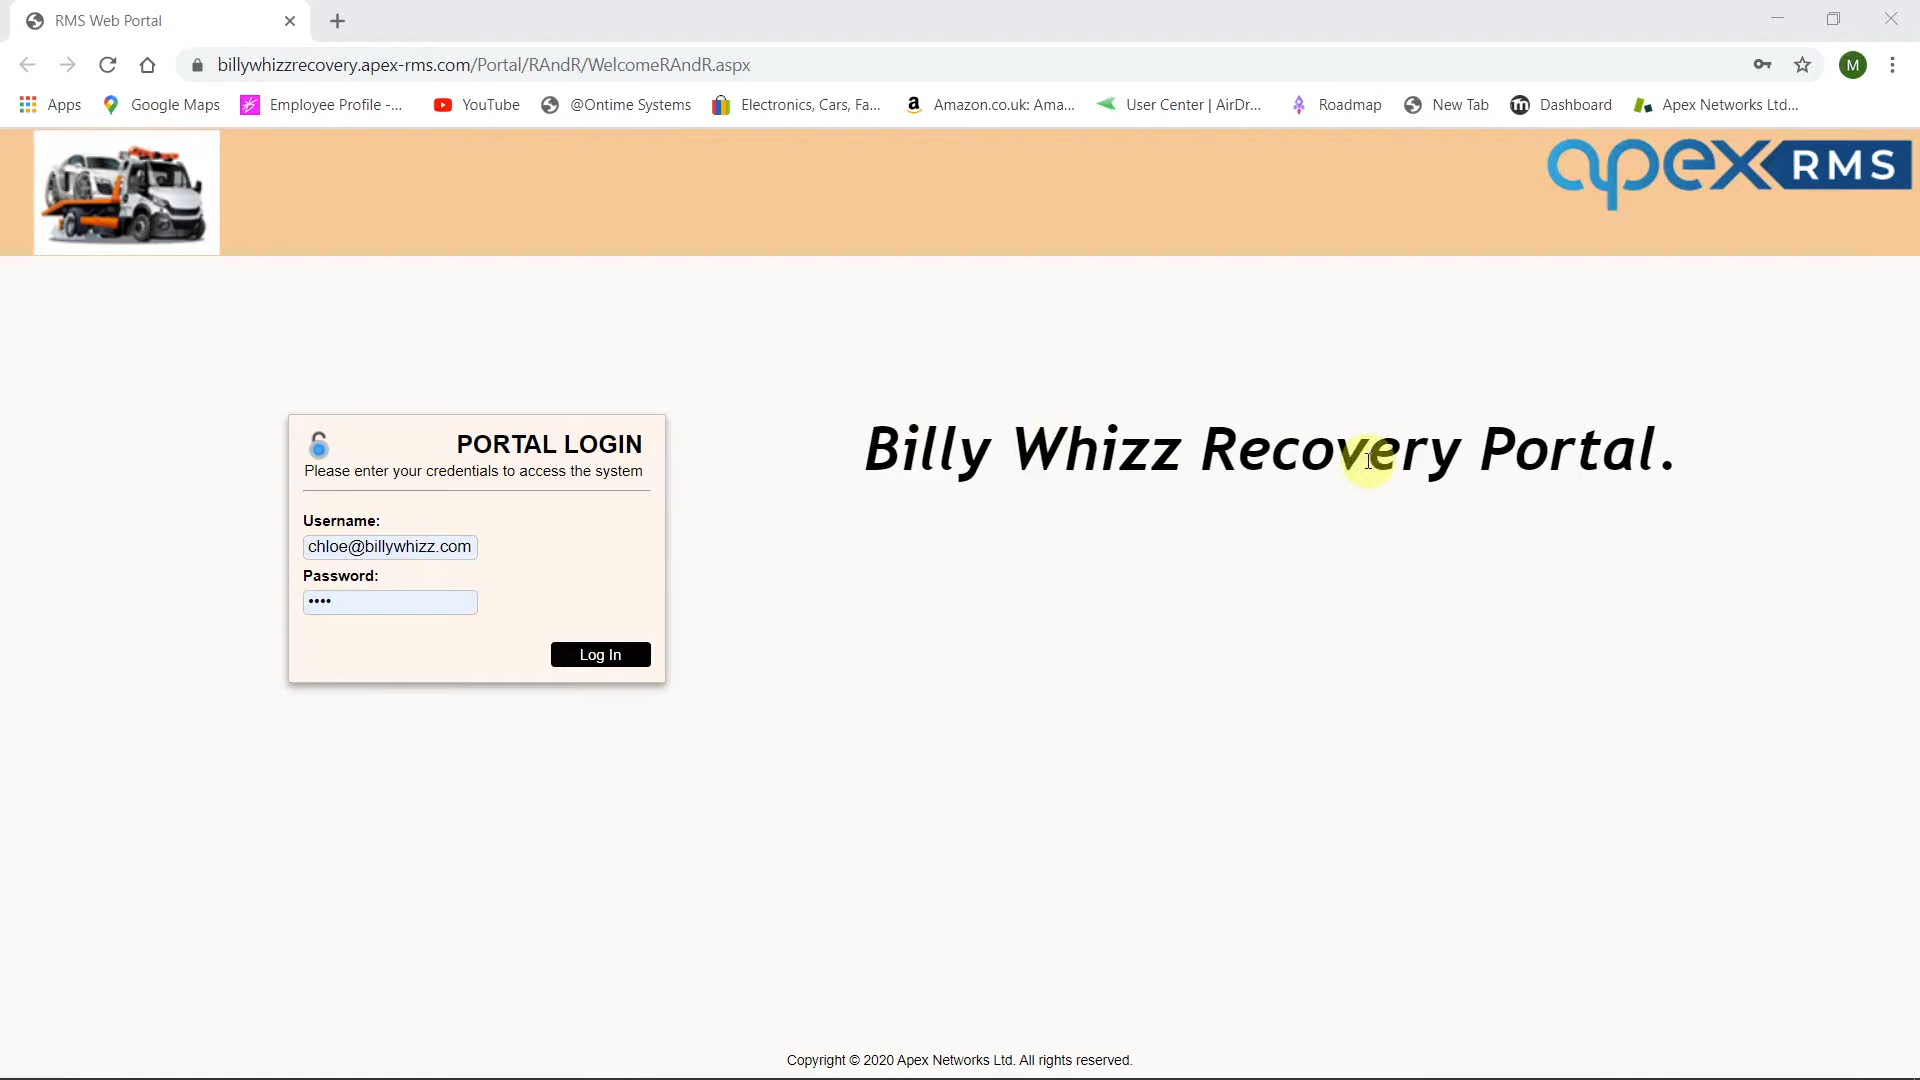 RMS Web Portal
billywhizzrecovery.apex-rms.com/Portal/RAndR/WelcomeRAndR.aspx
M
Apps
Google Maps
Employee Profile -...
YouTube
@Ontime Systems
Electronics, Cars, Fa...
Amazon.co.uk: Ama...
User Center | AirDr...
Roadmap
New Tab
Dashboard
Apex Networks Ltd...
apex RMS
PORTAL LOGIN
Please enter your credentials to access the system
Billy Whizz Recovery Portal.
Username:
chloe@billywhizz.com
Password:
••••
Log In
Copyright © 2020 Apex Networks Ltd. All rights reserved.